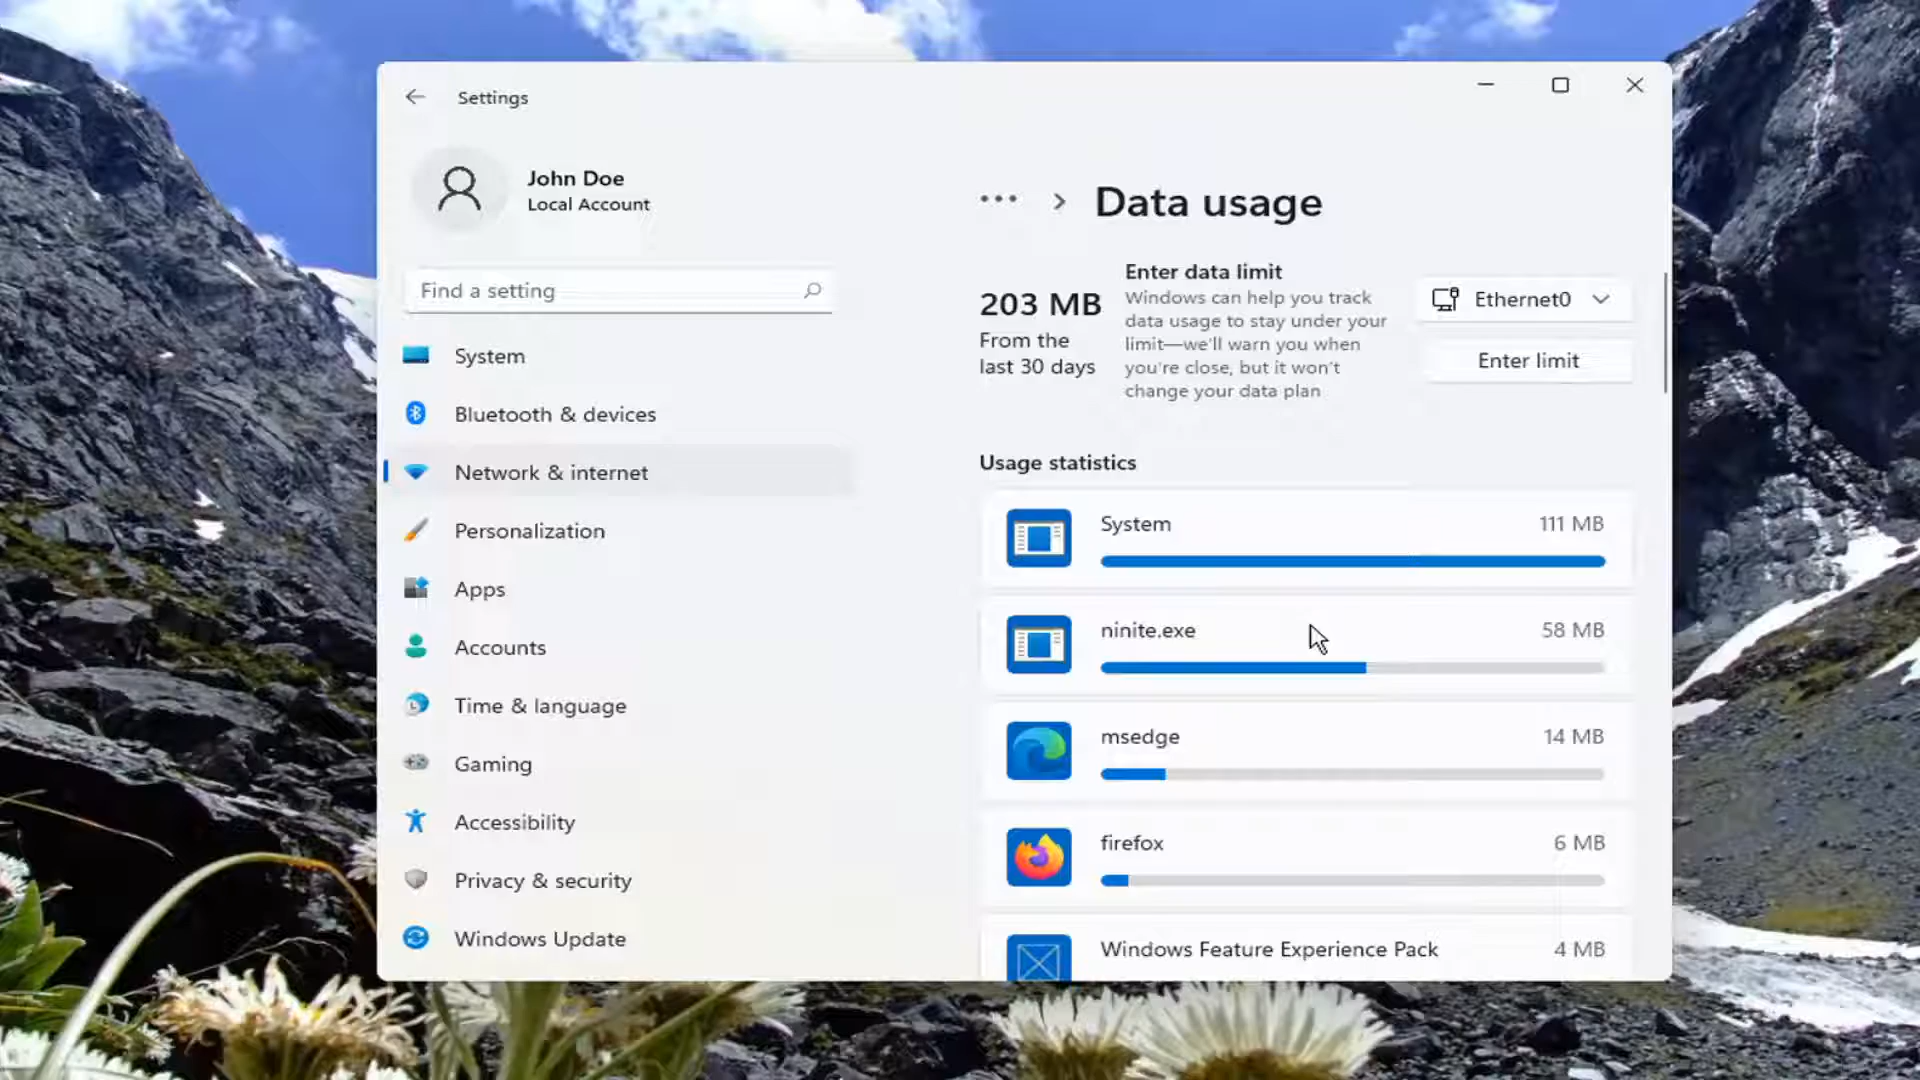 Settings
John Doe
Local Account
Find a setting
System
Bluetooth & devices
Network & internet
Personalization
Apps
Accounts
Time & language
Gaming
Accessibility
Privacy & security
Windows Update
Data usage
203 MB
From the
last 30 days
Enter data limit
Windows can help you track
data usage to stay under your
limit—we'll warn you when
you're close, but it won't
change your data plan
Ethernet0
Enter limit
Usage statistics
System 111 MB
ninite.exe 58 MB
msedge 14 MB
firefox 6 MB
Windows Feature Experience Pack 4 MB